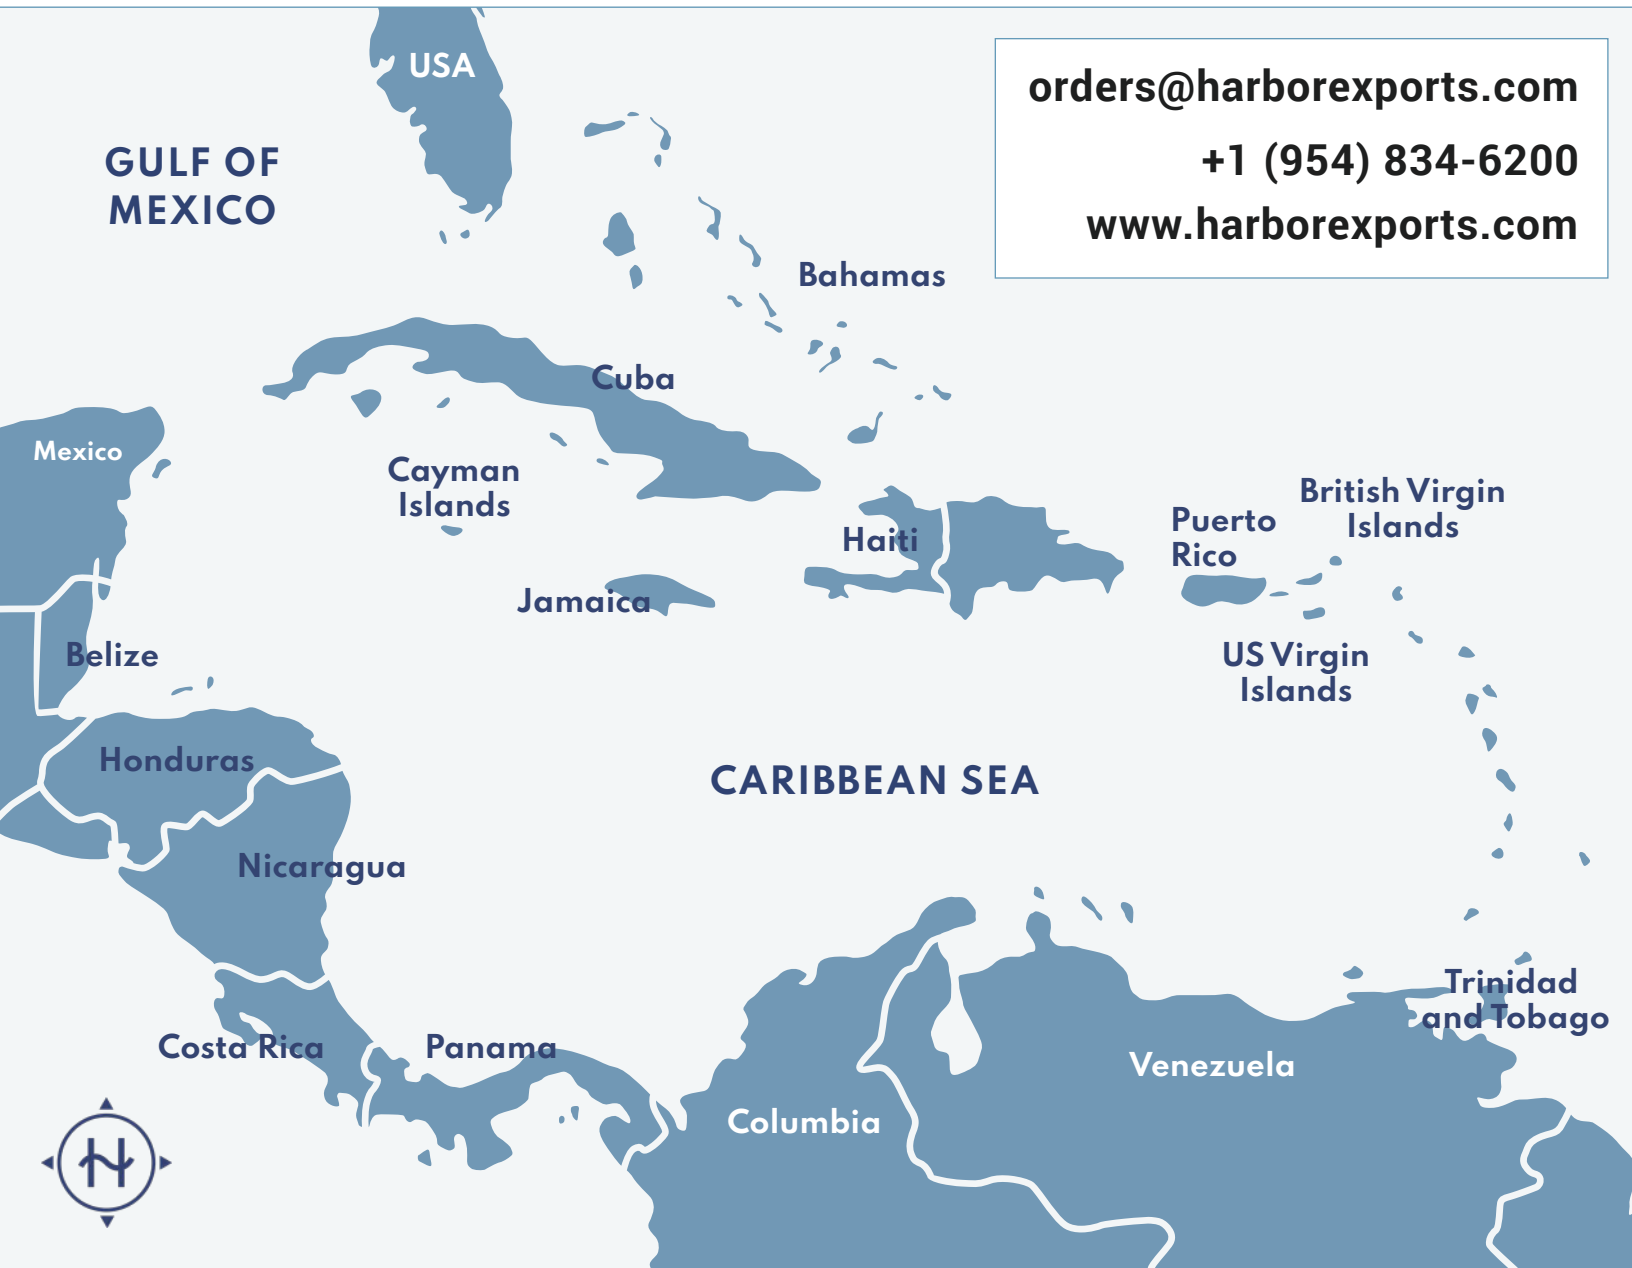 USA
orders@harborexports.com
+1 (954) 834-6200
www.harborexports.com
GULF OF
MEXICO
Bahamas
Cuba
Mexico
Cayman
Islands
British Virgin
Islands
Puerto
Rico
Haiti
Jamaica
Belize
US Virgin
Islands
Honduras
CARIBBEAN SEA
Nicaragua
Trinidad
and Tobago
Costa Rica
Panama
Venezuela
Columbia
H